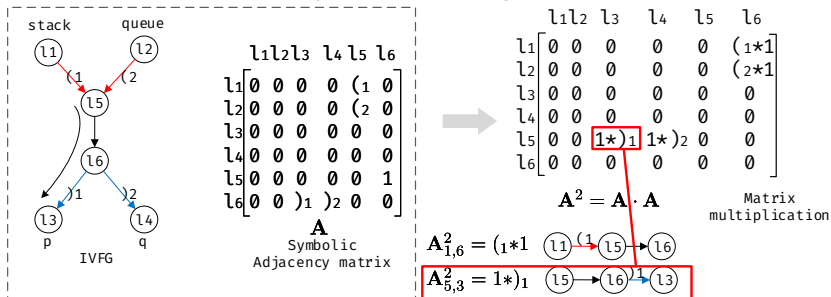 stack queue
l1 l2
(1 (2
l5
l6
)1 )2
l3 l4
p q
IVFG
l1 l2 l3 l4 l5 l6
l1 0 0 0 0 (1 0
l2 0 0 0 0 (2 0
l3 0 0 0 0 0 0
l4 0 0 0 0 0 0
l5 0 0 0 0 0 1
l6 0 0 )1 )2 0 0
A
Symbolic
Adjacency matrix
l1 l2 l3 l4 l5 l6
l1 0 0 0 0 0 (1*1
l2 0 0 0 0 0 (2*1
l3 0 0 0 0 0 0
l4 0 0 0 0 0 0
l5 0 0 1*)1 1*)2 0 0
l6 0 0 0 0 0 0
A² = A · A
Matrix
multiplication
A²1,6 = (1*1 l1 (1 l5 l6
A²5,3 = 1*)1 l5 l6 )1 l3